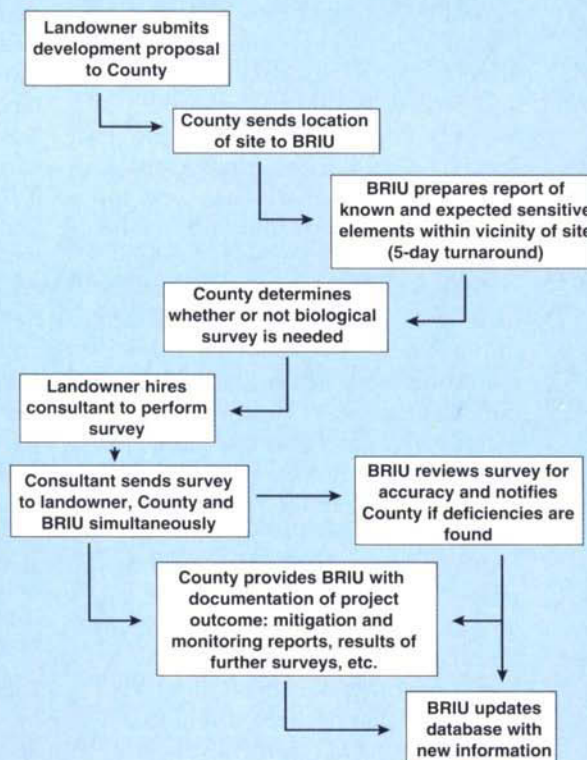 Landowner submits
development proposal
to County
County sends location
of site to BRIU
BRIU prepares report of
known and expected sensitive
elements within vicinity of site
(5-day turnaround)
County determines
whether or not biological
survey is needed
Landowner hires
consultant to perform
survey
Consultant sends survey
to landowner, County and
BRIU simultaneously
BRIU reviews survey for
accuracy and notifies
County if deficiencies are
found
County provides BRIU with
documentation of project
outcome: mitigation and
monitoring reports, results of
further surveys, etc.
BRIU updates
database with
new information